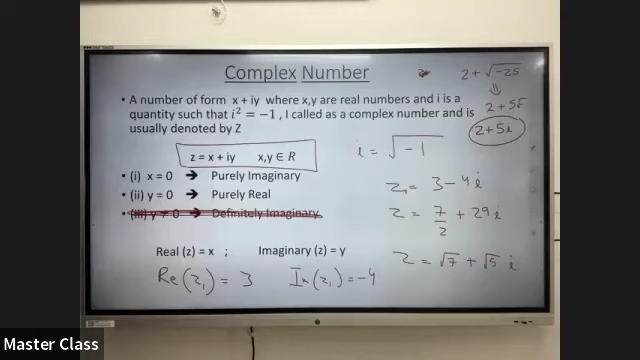 Complex Number
2 + √-25
⇓
2 + 5√
2 + 5i
• A number of form x + iy where x,y are real numbers and i is a
quantity such that i² = −1 , I called as a complex number and is
usually denoted by Z
z = x + iy x,y ∈ R
i = √-1
• (i) x = 0 → Purely Imaginary
• (ii) y = 0 → Purely Real
• (iii) y ≠ 0 → Definitely Imaginary
z₁ = 3 - 4i
z = 7/2 + 29i
z = √7 + √5 i
Real (z) = x ; Imaginary (z) = y
Re(z₁) = 3 Im(z₁) = -4
Master Class